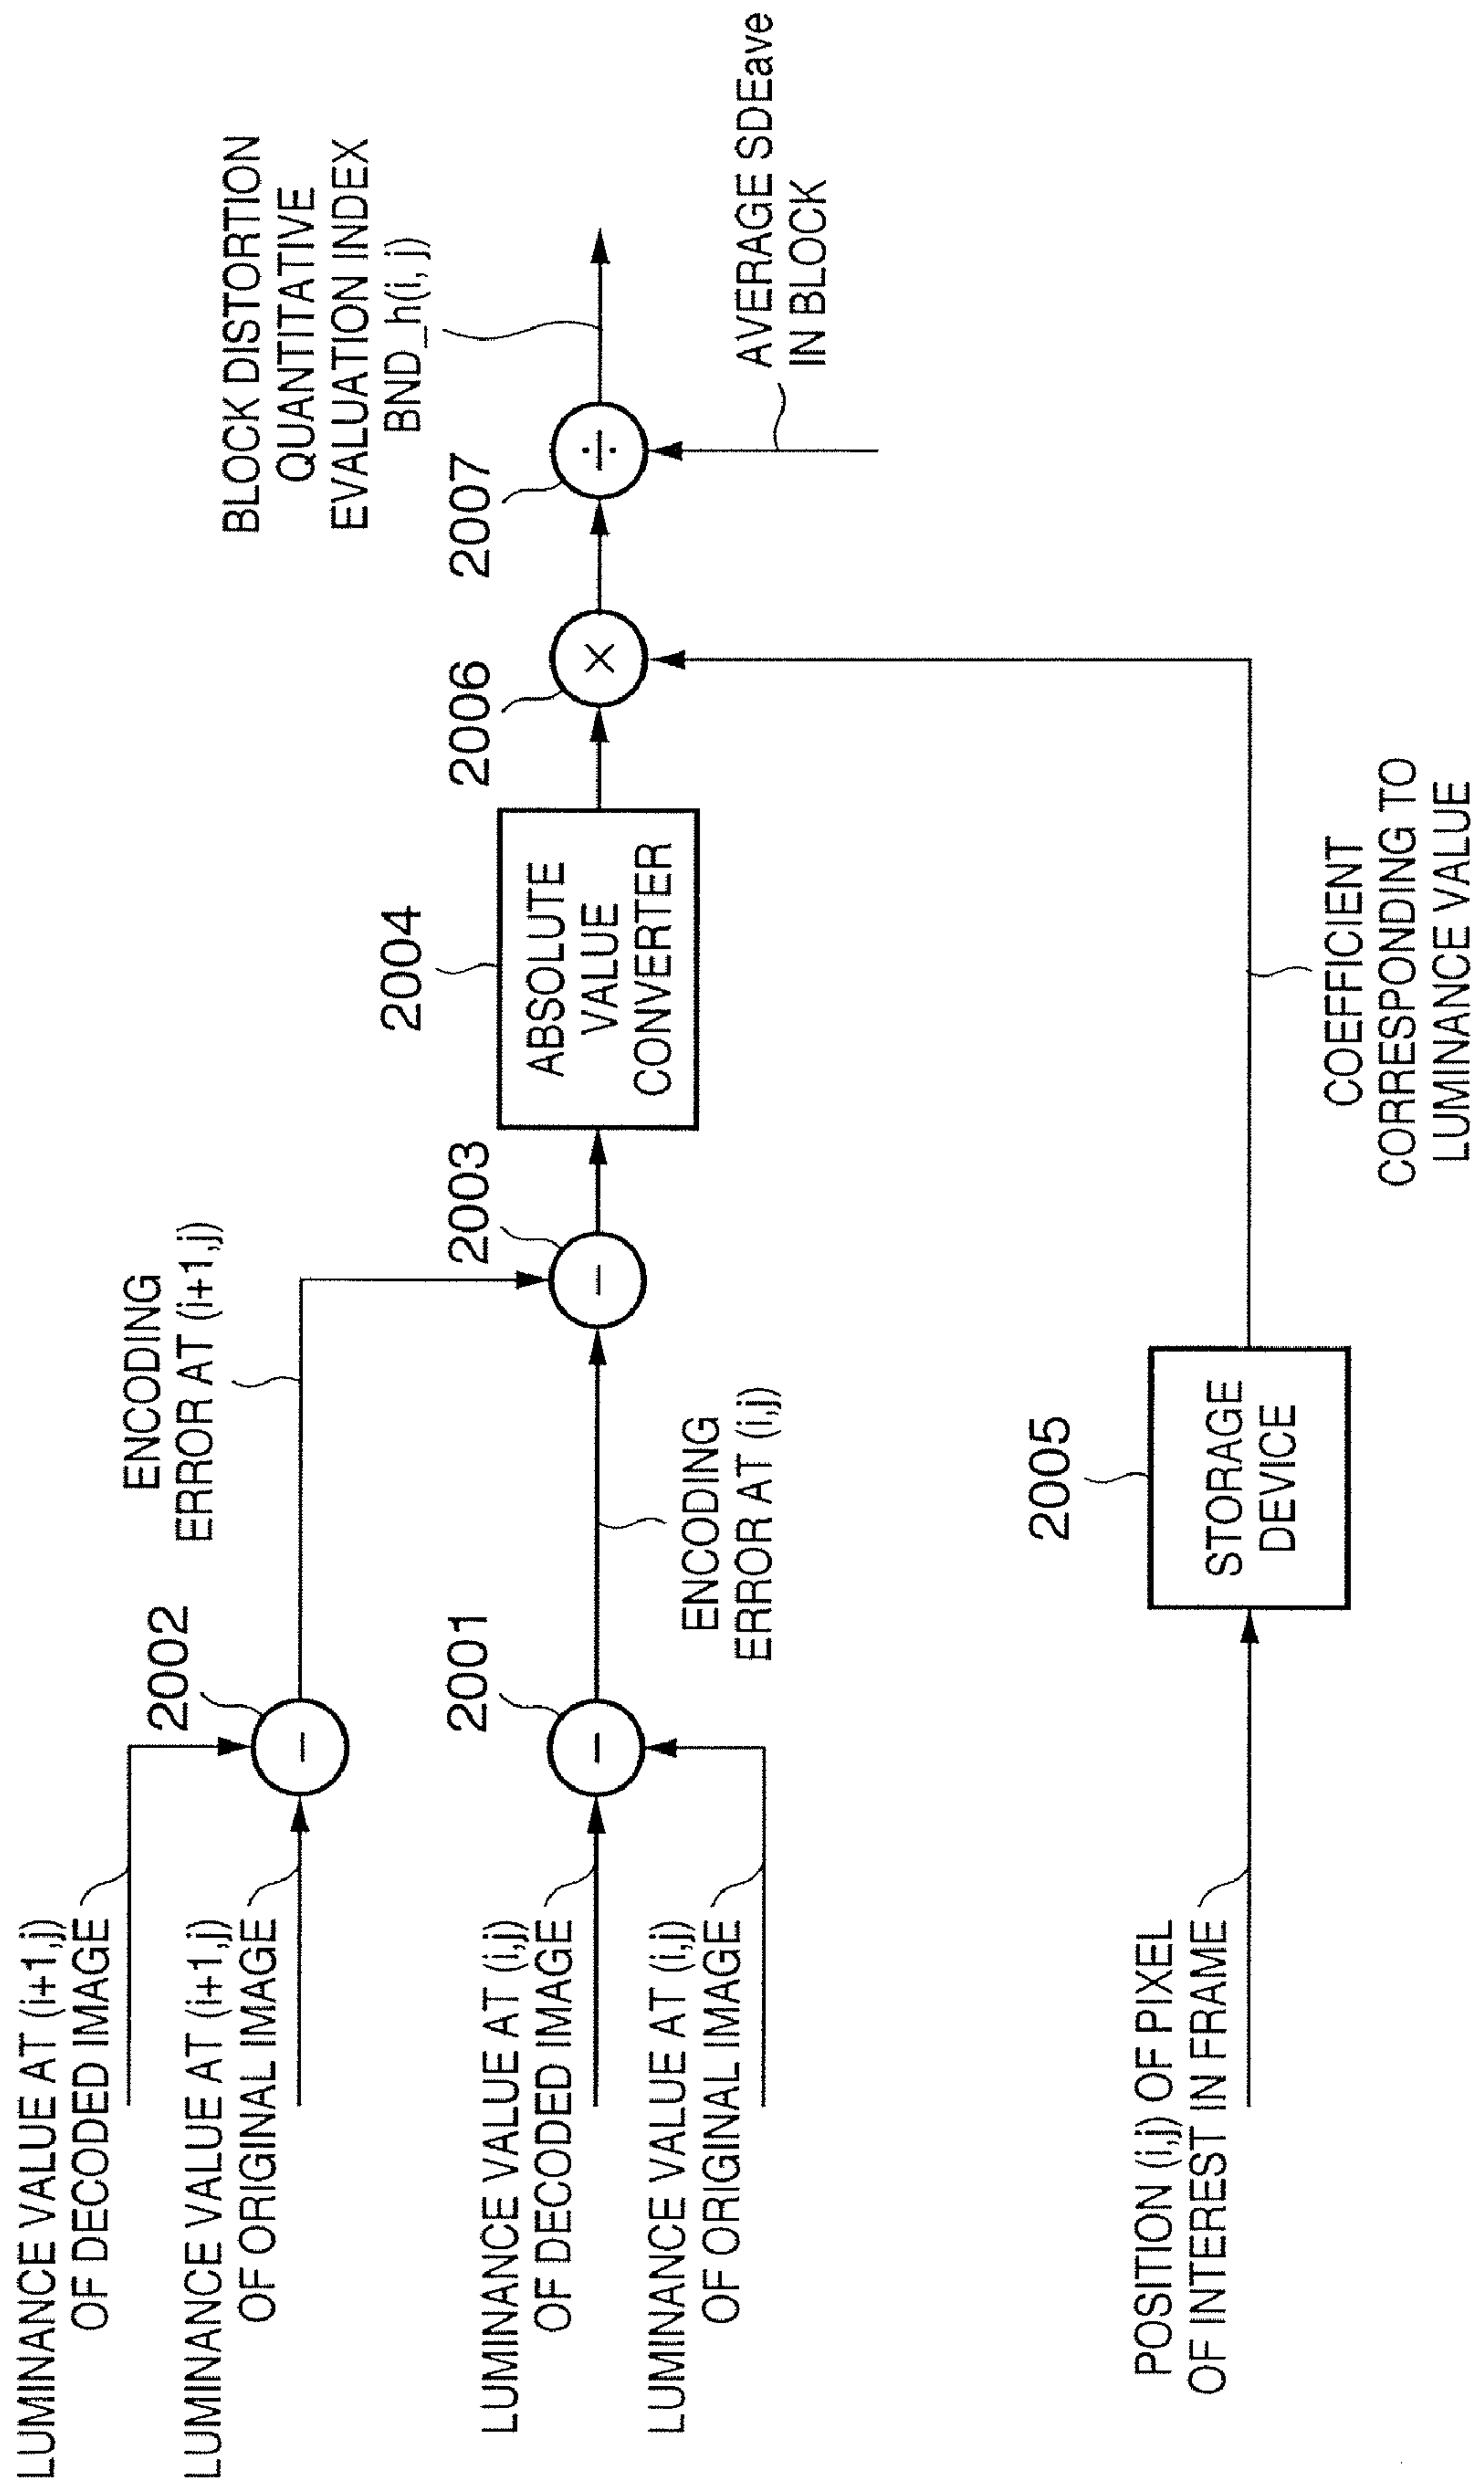 LUMINANCE VALUE AT (i+1,j)
OF DECODED IMAGE
LUMINANCE VALUE AT (i+1,j)
OF ORIGINAL IMAGE
2002
ENCODING
ERROR AT (i+1,j)
LUMINANCE VALUE AT (i,j)
OF DECODED IMAGE
LUMINANCE VALUE AT (i,j)
OF ORIGINAL IMAGE
2001
ENCODING
ERROR AT (i,j)
2003
2004
ABSOLUTE
VALUE
CONVERTER
2006
2007
BLOCK DISTORTION
QUANTITATIVE
EVALUATION INDEX
BND_h(i, j)
AVERAGE SDEave
IN BLOCK
POSITION (i,j) OF PIXEL
OF INTEREST IN FRAME
2005
STORAGE
DEVICE
COEFFICIENT
CORRESPONDING TO
LUMINANCE VALUE